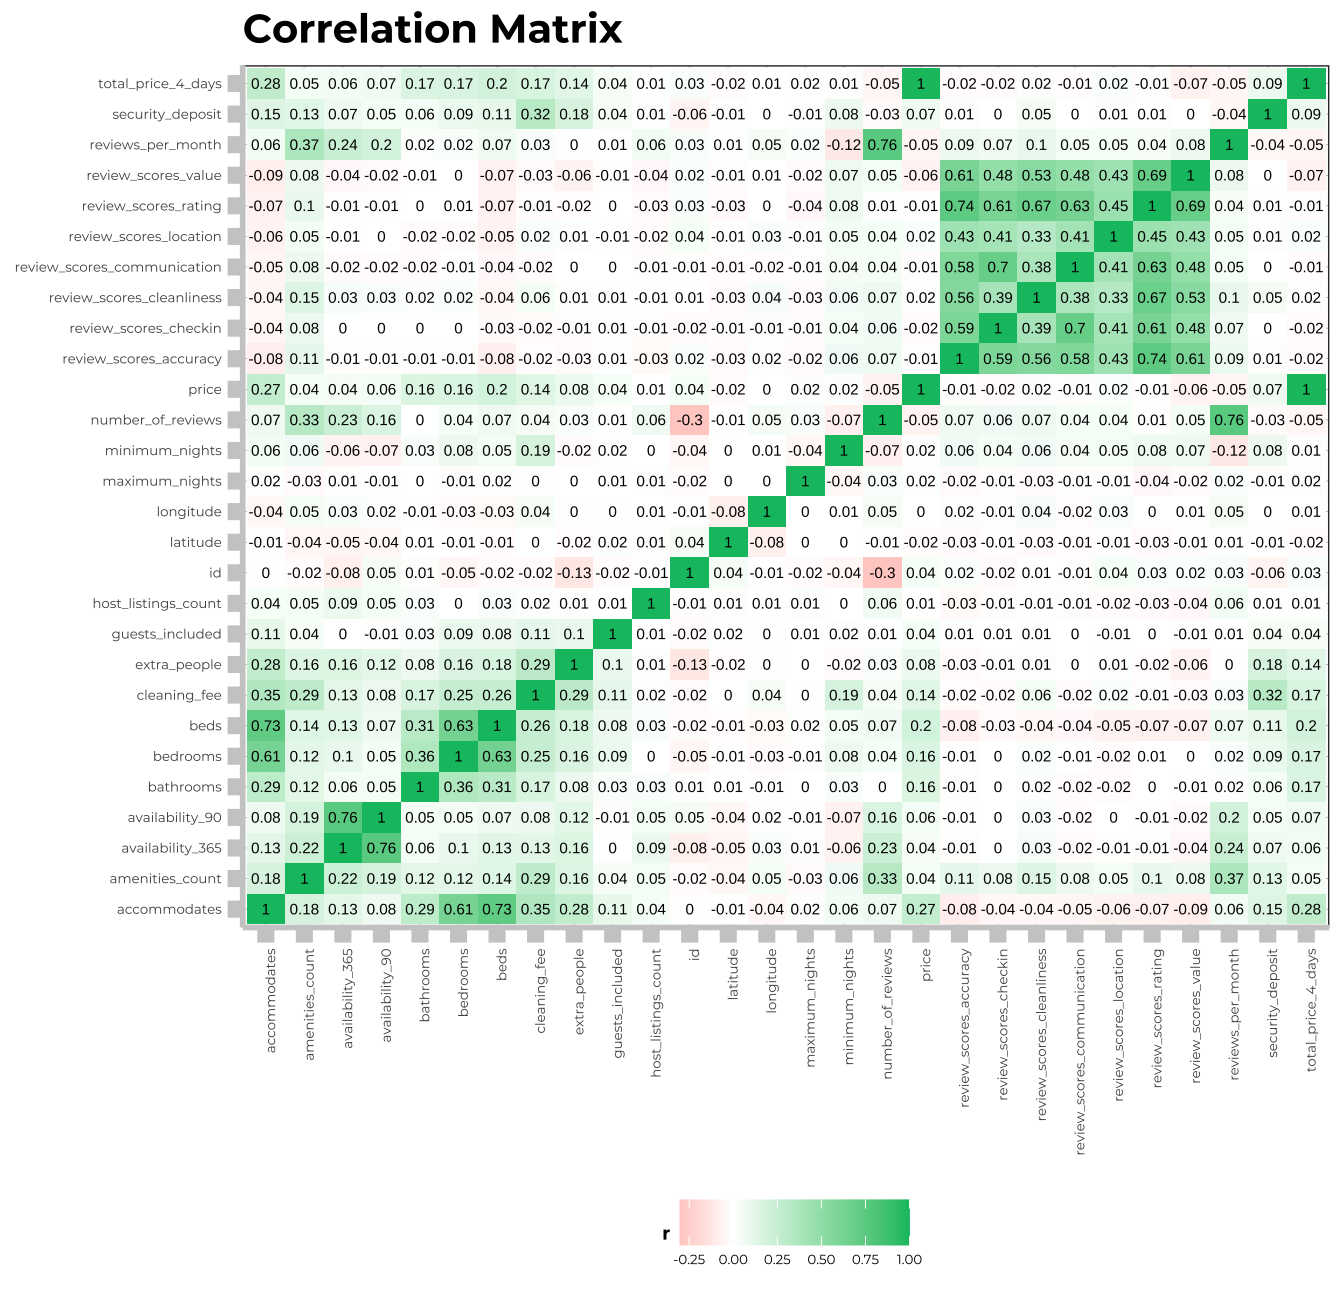 Correlation Matrix
total_price_4_days 0.28 0.05 0.06 0.07 0.17 0.17 0.2 0.17 0.14 0.04 0.01 0.03 -0.02 0.01 0.02 0.01 -0.05 1 -0.02 -0.02 0.02 -0.01 0.02 -0.01 -0.07 -0.05 0.09 1
security_deposit 0.15 0.13 0.07 0.05 0.06 0.09 0.11 0.32 0.18 0.04 0.01 -0.06 -0.01 0 -0.01 0.08 -0.03 0.07 0.01 0 0.05 0 0.01 0.01 0 -0.04 1 0.09
reviews_per_month 0.06 0.37 0.24 0.2 0.02 0.02 0.07 0.03 0 0.01 0.06 0.03 0.01 0.05 0.02 -0.12 0.76 -0.05 0.09 0.07 0.1 0.05 0.05 0.04 0.08 1 -0.04 -0.05
review_scores_value -0.09 0.08 -0.04 -0.02 -0.01 0 -0.07 -0.03 -0.06 -0.01 -0.04 0.02 -0.01 0.01 -0.02 0.07 0.05 -0.06 0.61 0.48 0.53 0.48 0.43 0.69 1 0.08 0 -0.07
review_scores_rating -0.07 0.1 -0.01 -0.01 0 0.01 -0.07 -0.01 -0.02 0 -0.03 0.03 -0.03 0 -0.04 0.08 0.01 -0.01 0.74 0.61 0.67 0.63 0.45 1 0.69 0.04 0.01 -0.01
review_scores_location -0.06 0.05 -0.01 0 -0.02 -0.02 -0.05 0.02 0.01 -0.01 -0.02 0.04 -0.01 0.03 -0.01 0.05 0.04 0.02 0.43 0.41 0.33 0.41 1 0.45 0.43 0.05 0.01 0.02
review_scores_communication -0.05 0.08 -0.02 -0.02 -0.02 -0.01 -0.04 -0.02 0 0 -0.01 -0.01 -0.01 -0.02 -0.01 0.04 0.04 -0.01 0.58 0.7 0.38 1 0.41 0.63 0.48 0.05 0 -0.01
review_scores_cleanliness -0.04 0.15 0.03 0.03 0.02 0.02 -0.04 0.06 0.01 0.01 -0.01 0.01 -0.03 0.04 -0.03 0.06 0.07 0.02 0.56 0.39 1 0.38 0.33 0.67 0.53 0.1 0.05 0.02
review_scores_checkin -0.04 0.08 0 0 0 0 -0.03 -0.02 -0.01 0.01 -0.01 -0.02 -0.01 -0.01 -0.01 0.04 0.06 -0.02 0.59 1 0.39 0.7 0.41 0.61 0.48 0.07 0 -0.02
review_scores_accuracy -0.08 0.11 -0.01 -0.01 -0.01 -0.01 -0.08 -0.02 -0.03 0.01 -0.03 0.02 -0.03 0.02 -0.02 0.06 0.07 -0.01 1 0.59 0.56 0.58 0.43 0.74 0.61 0.09 0.01 -0.02
price 0.27 0.04 0.04 0.06 0.16 0.16 0.2 0.14 0.08 0.04 0.01 0.04 -0.02 0 0.02 0.02 -0.05 1 -0.01 -0.02 0.02 -0.01 0.02 -0.01 -0.06 -0.05 0.07 1
number_of_reviews 0.07 0.33 0.23 0.16 0 0.04 0.07 0.04 0.03 0.01 0.06 -0.3 -0.01 0.05 0.03 -0.07 1 -0.05 0.07 0.06 0.07 0.04 0.04 0.01 0.05 0.76 -0.03 -0.05
minimum_nights 0.06 0.06 -0.06 -0.07 0.03 0.08 0.05 0.19 -0.02 0.02 0 -0.04 0 0.01 -0.04 1 -0.07 0.02 0.06 0.04 0.06 0.04 0.05 0.08 0.07 -0.12 0.08 0.01
maximum_nights 0.02 -0.03 0.01 -0.01 0 -0.01 0.02 0 0 0.01 0.01 -0.02 0 0 1 -0.04 0.03 0.02 -0.02 -0.01 -0.03 -0.01 -0.01 -0.04 -0.02 0.02 -0.01 0.02
longitude -0.04 0.05 0.03 0.02 -0.01 -0.03 -0.03 0.04 0 0 0.01 -0.01 -0.08 1 0 0.01 0.05 0 0.02 -0.01 0.04 -0.02 0.03 0 0.01 0.05 0 0.01
latitude -0.01 -0.04 -0.05 -0.04 0.01 -0.01 -0.01 0 -0.02 0.02 0.01 0.04 1 -0.08 0 0 -0.01 -0.02 -0.03 -0.01 -0.03 -0.01 -0.01 -0.03 -0.01 0.01 -0.01 -0.02
id 0 -0.02 -0.08 0.05 0.01 -0.05 -0.02 -0.02 -0.13 -0.02 -0.01 1 0.04 -0.01 -0.02 -0.04 -0.3 0.04 0.02 -0.02 0.01 -0.01 0.04 0.03 0.02 0.03 -0.06 0.03
host_listings_count 0.04 0.05 0.09 0.05 0.03 0 0.03 0.02 0.01 0.01 1 -0.01 0.01 0.01 0.01 0 0.06 0.01 -0.03 -0.01 -0.01 -0.01 -0.02 -0.03 -0.04 0.06 0.01 0.01
guests_included 0.11 0.04 0 -0.01 0.03 0.09 0.08 0.11 0.1 1 0.01 -0.02 0.02 0 0.01 0.02 0.01 0.04 0.01 0.01 0.01 0 -0.01 0 -0.01 0.01 0.04 0.04
extra_people 0.28 0.16 0.16 0.12 0.08 0.16 0.18 0.29 1 0.1 0.01 -0.13 -0.02 0 0 -0.02 0.03 0.08 -0.03 -0.01 0.01 0 0.01 -0.02 -0.06 0 0.18 0.14
cleaning_fee 0.35 0.29 0.13 0.08 0.17 0.25 0.26 1 0.29 0.11 0.02 -0.02 0 0.04 0 0.19 0.04 0.14 -0.02 -0.02 0.06 -0.02 0.02 -0.01 -0.03 0.03 0.32 0.17
beds 0.73 0.14 0.13 0.07 0.31 0.63 1 0.26 0.18 0.08 0.03 -0.02 -0.01 -0.03 0.02 0.05 0.07 0.2 -0.08 -0.03 -0.04 -0.04 -0.05 -0.07 -0.07 0.07 0.11 0.2
bedrooms 0.61 0.12 0.1 0.05 0.36 1 0.63 0.25 0.16 0.09 0 -0.05 -0.01 -0.03 -0.01 0.08 0.04 0.16 -0.01 0 0.02 -0.01 -0.02 0.01 0 0.02 0.09 0.17
bathrooms 0.29 0.12 0.06 0.05 1 0.36 0.31 0.17 0.08 0.03 0.03 0.01 0.01 -0.01 0 0.03 0 0.16 -0.01 0 0.02 -0.02 -0.02 0 -0.01 0.02 0.06 0.17
availability_90 0.08 0.19 0.76 1 0.05 0.05 0.07 0.08 0.12 -0.01 0.05 0.05 -0.04 0.02 -0.01 -0.07 0.16 0.06 -0.01 0 0.03 -0.02 0 -0.01 -0.02 0.2 0.05 0.07
availability_365 0.13 0.22 1 0.76 0.06 0.1 0.13 0.13 0.16 0 0.09 -0.08 -0.05 0.03 0.01 -0.06 0.23 0.04 -0.01 0 0.03 -0.02 -0.01 -0.01 -0.04 0.24 0.07 0.06
amenities_count 0.18 1 0.22 0.19 0.12 0.12 0.14 0.29 0.16 0.04 0.05 -0.02 -0.04 0.05 -0.03 0.06 0.33 0.04 0.11 0.08 0.15 0.08 0.05 0.1 0.08 0.37 0.13 0.05
accommodates 1 0.18 0.13 0.08 0.29 0.61 0.73 0.35 0.28 0.11 0.04 0 -0.01 -0.04 0.02 0.06 0.07 0.27 -0.08 -0.04 -0.04 -0.05 -0.06 -0.07 -0.09 0.06 0.15 0.28
accommodates
amenities_count
availability_365
availability_90
bathrooms
bedrooms
beds
cleaning_fee
extra_people
guests_included
host_listings_count
id
latitude
longitude
maximum_nights
minimum_nights
number_of_reviews
price
review_scores_accuracy
review_scores_checkin
review_scores_cleanliness
review_scores_communication
review_scores_location
review_scores_rating
review_scores_value
reviews_per_month
security_deposit
total_price_4_days
r
-0.25 0.00 0.25 0.50 0.75 1.00